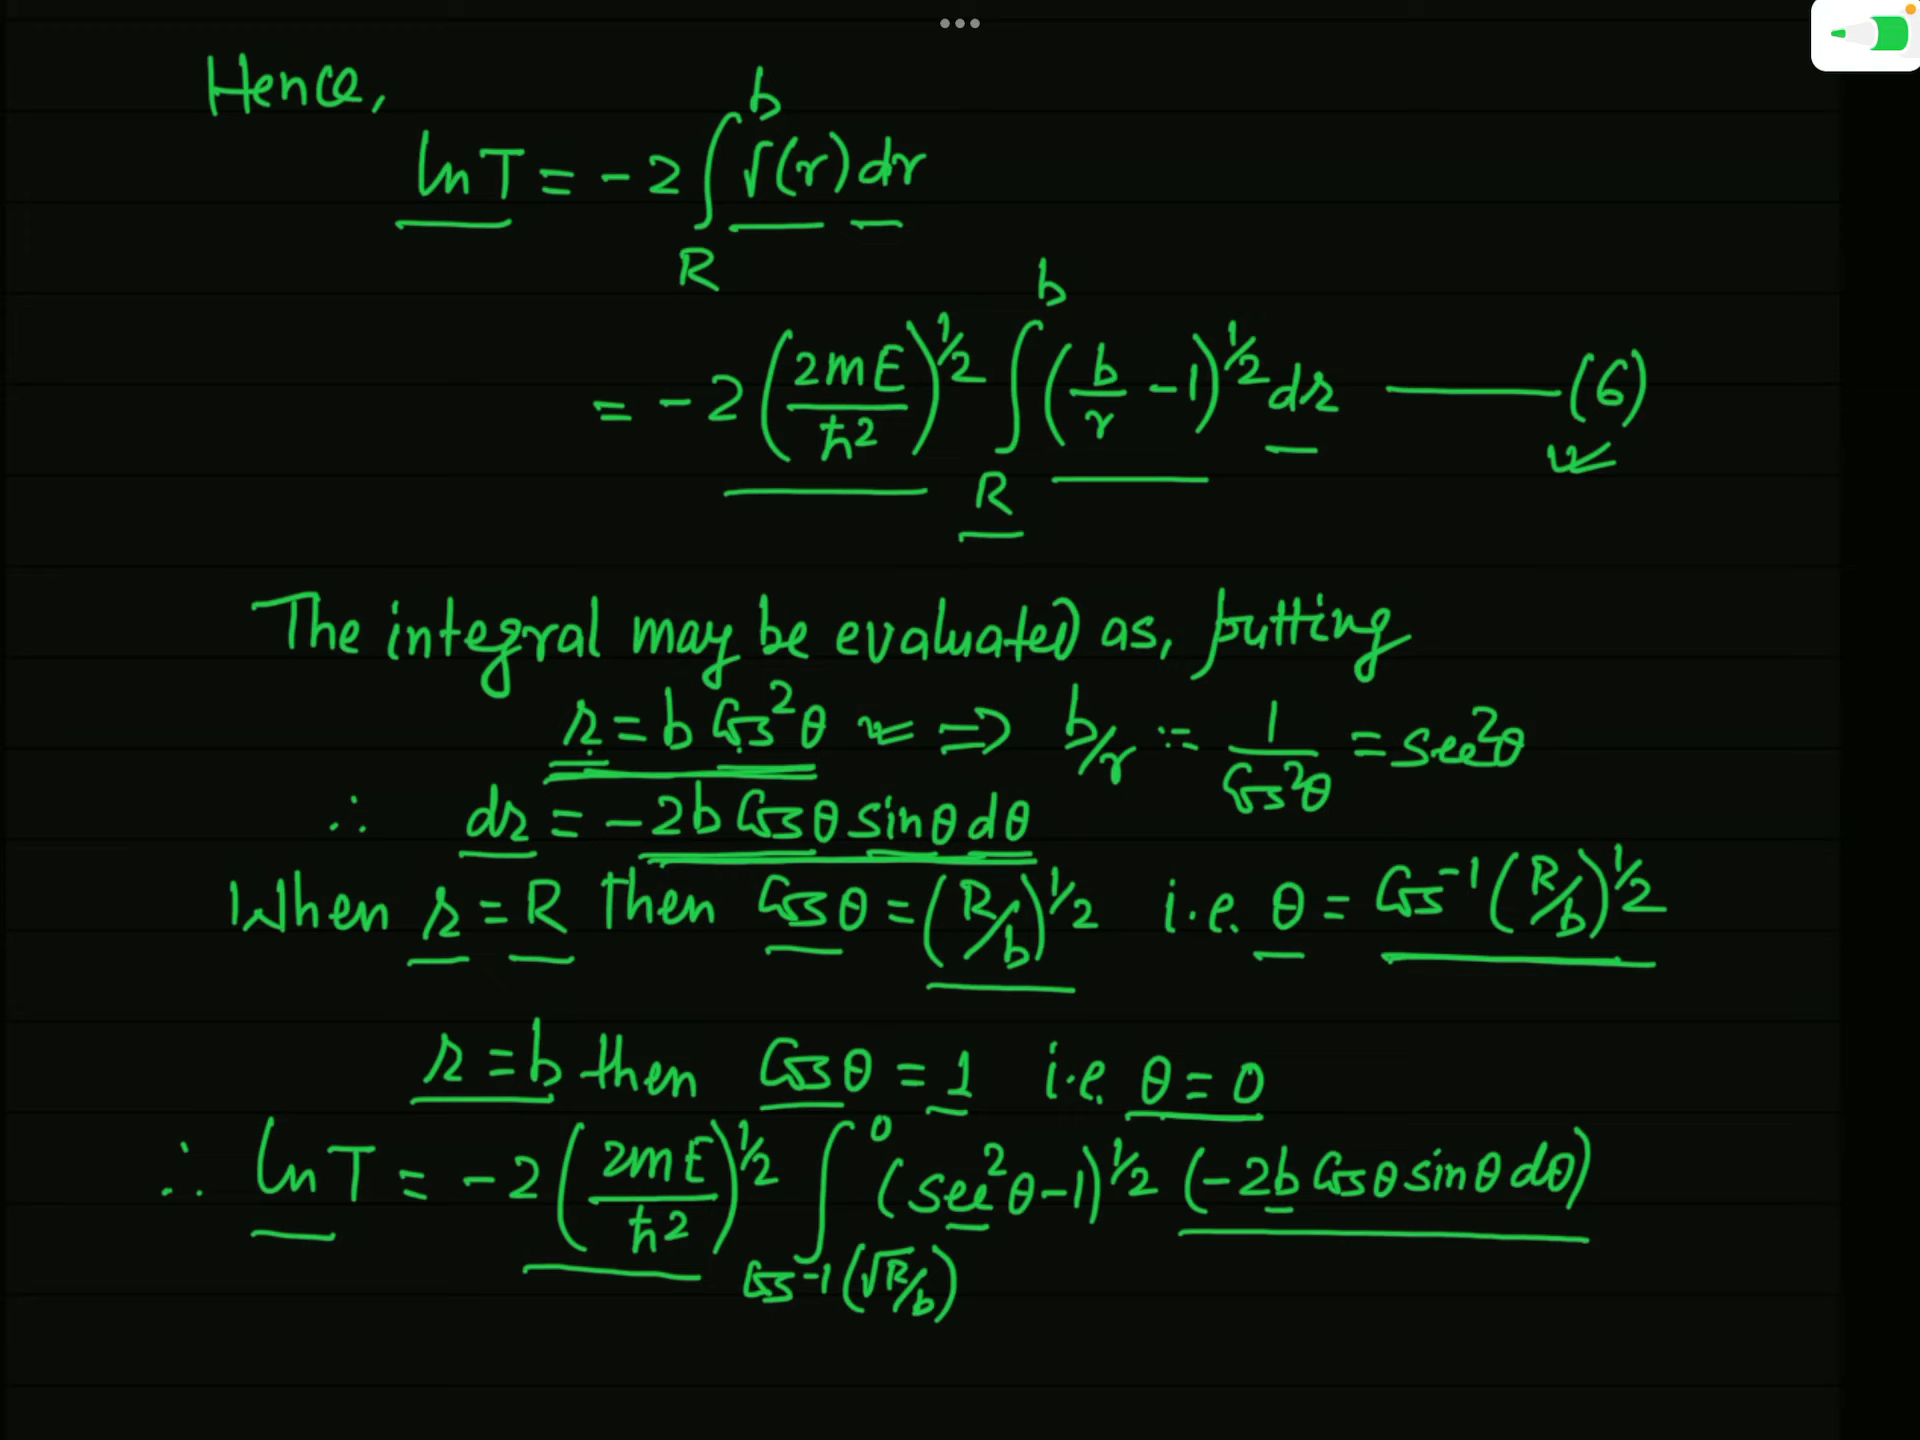 Hence,
ln T = -2 ∫_R^b √(r) dr
= -2 (2mE/ħ²)^1/2 ∫_R^b (b/r - 1)^1/2 dr ——— (6)
The integral may be evaluated as, putting
r = b Cos²θ ⇒ b/r = 1/Cos²θ = sec²θ
∴ dr = -2b Cosθ sinθ dθ
When r = R then Cosθ = (R/b)^1/2 i.e. θ = Cos⁻¹(R/b)^1/2
r = b then Cosθ = 1 i.e. θ = 0
∴ ln T = -2 (2mE/ħ²)^1/2 ∫_{Cos⁻¹(√R/b)}^0 (sec²θ-1)^1/2 (-2b Cosθ sinθ dθ)